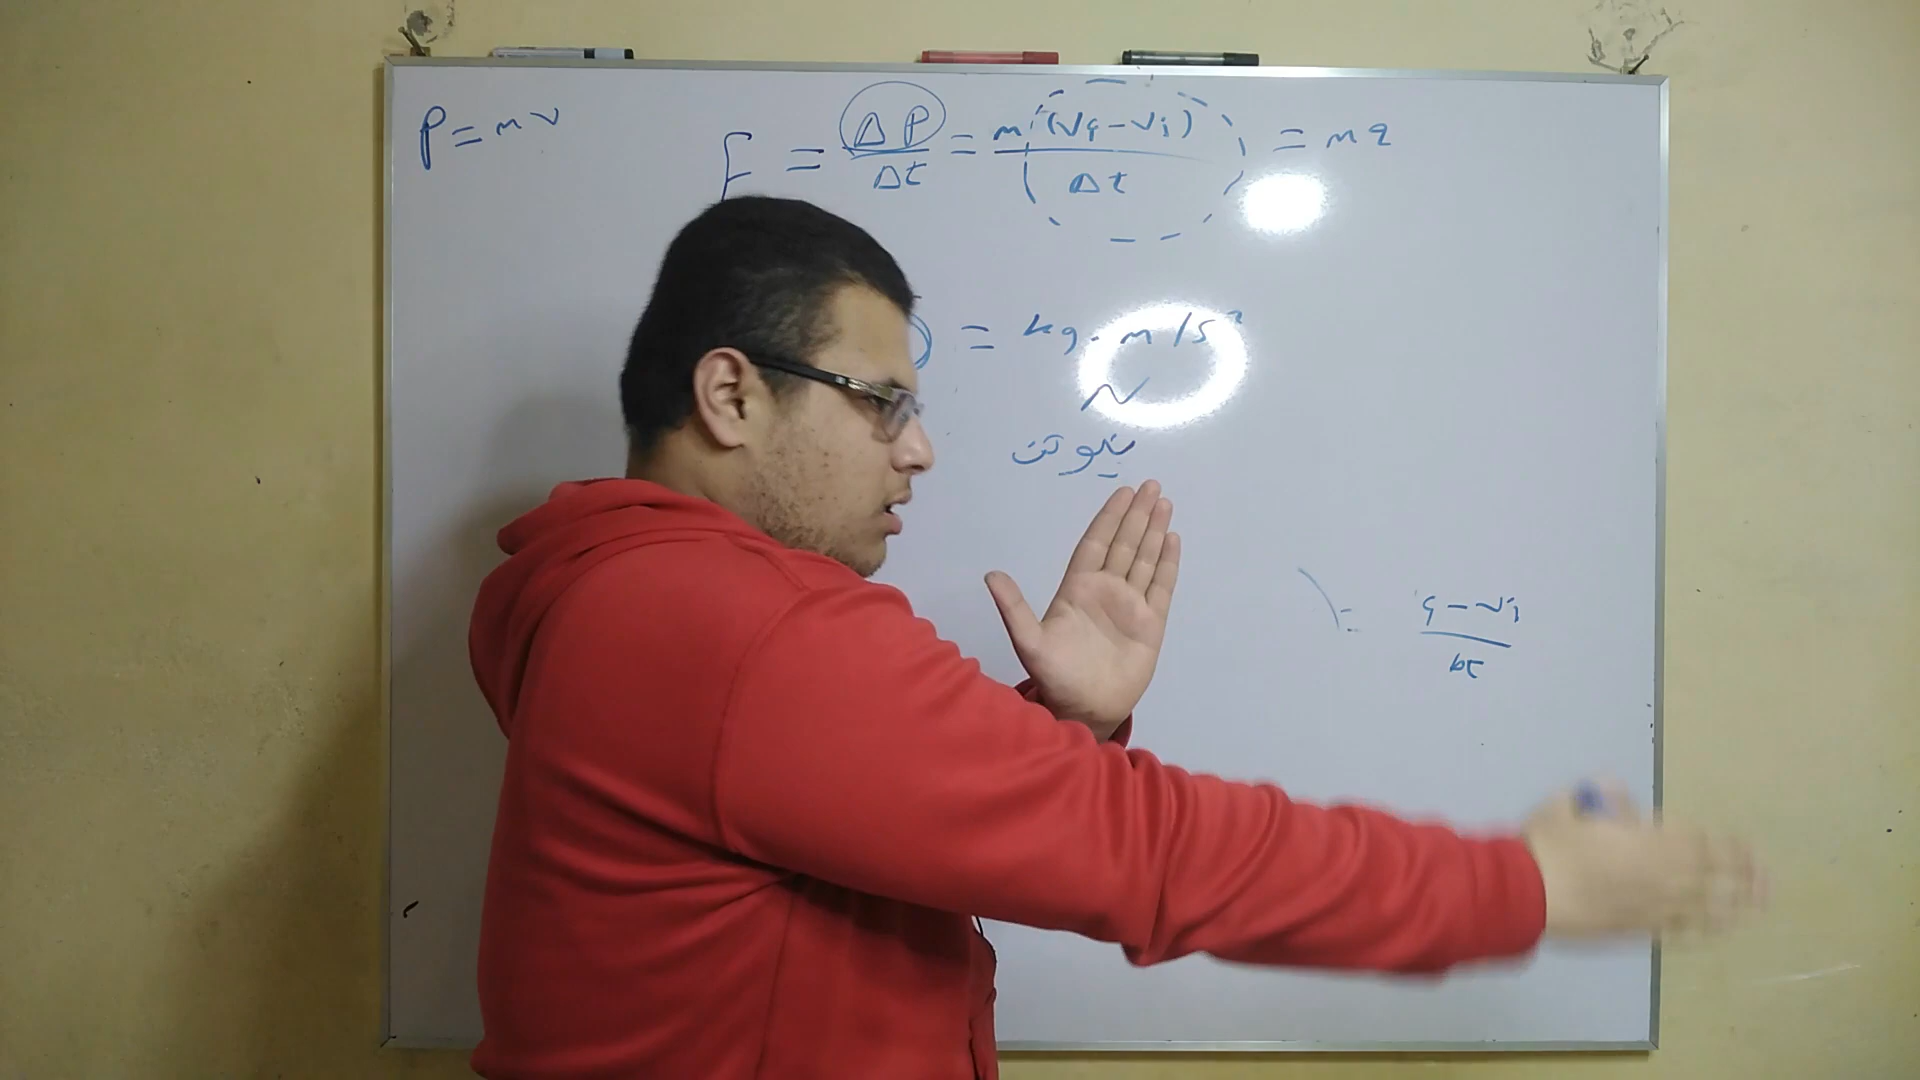 P = mv
F = ΔP/Δt = m(vf - vi)/Δt = ma
= kg.m/s²
N
نيوتن
= f - vi/Δt